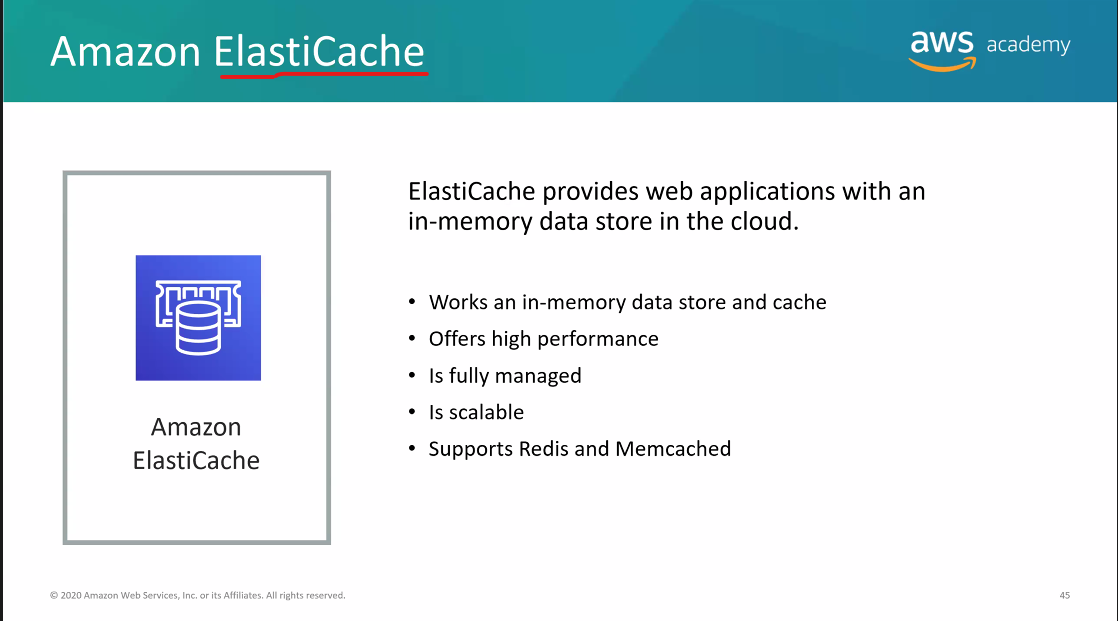 Amazon ElastiCache
aws academy
ElastiCache provides web applications with an
in-memory data store in the cloud.
• Works an in-memory data store and cache
• Offers high performance
• Is fully managed
• Is scalable
• Supports Redis and Memcached
Amazon
ElastiCache
© 2020 Amazon Web Services, Inc. or its Affiliates. All rights reserved.
45